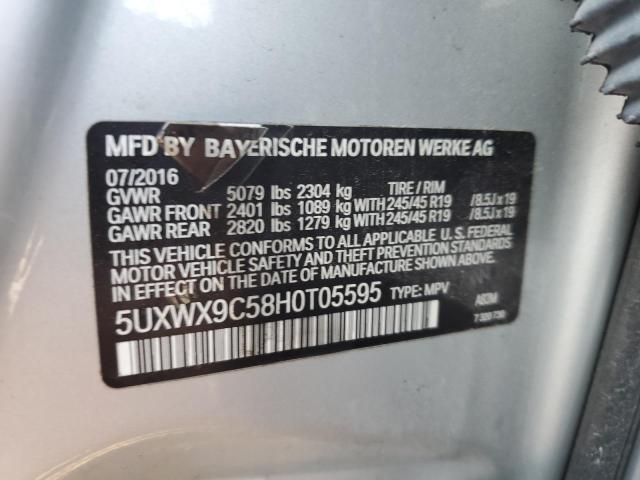 MFD BY BAYERISCHE MOTOREN WERKE AG
07/2016
GVWR 5079 lbs 2304 kg TIRE / RIM
GAWR FRONT 2401 lbs 1089 kg WITH 245/45 R19 /8.5J x 19
GAWR REAR 2820 lbs 1279 kg WITH 245/45 R19 /8.5J x 19
THIS VEHICLE CONFORMS TO ALL APPLICABLE U. S. FEDERAL
MOTOR VEHICLE SAFETY AND THEFT PREVENTION STANDARDS
IN EFFECT ON THE DATE OF MANUFACTURE SHOWN ABOVE.
5UXWX9C58H0T05595 TYPE: MPV A83M